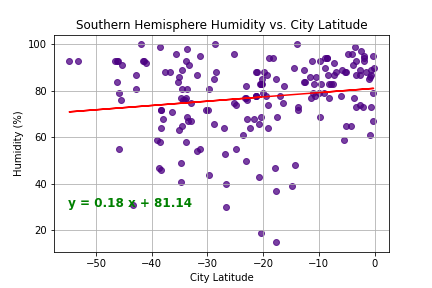 Southern Hemisphere Humidity vs. City Latitude
100
80
60
40
20
Humidity (%)
y = 0.18 x + 81.14
−50 −40 −30 −20 −10 0
City Latitude